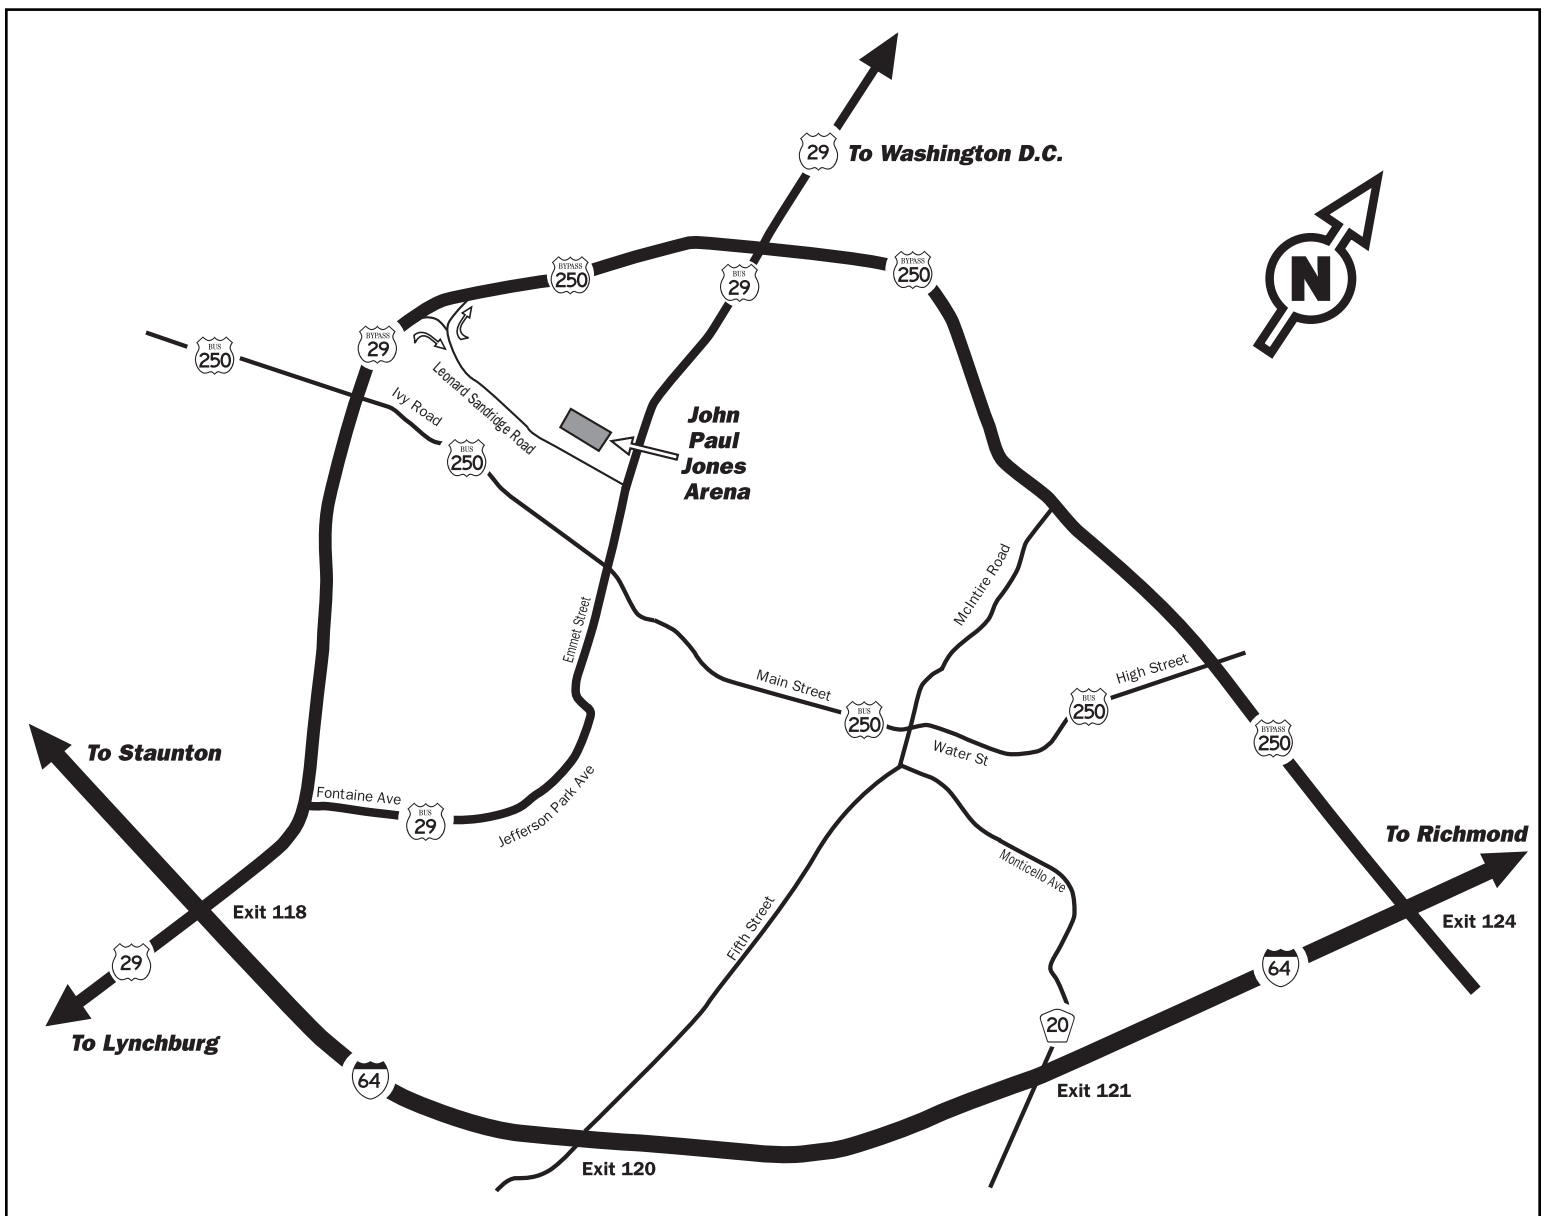 29
To Washington D.C.
BYPASS
250
BUS
29
BYPASS
250
N
BYPASS
29
BUS
250
Leonard Sandridge Road
Ivy Road
BUS
250
John
Paul
Jones
Arena
McIntire Road
Emmet Street
High Street
Main Street
BUS
250
BUS
250
Water St
BYPASS
250
To Staunton
Fontaine Ave
BUS
29
Jefferson Park Ave
To Richmond
Monticello Ave
Exit 118
Fifth Street
Exit 124
29
64
To Lynchburg
20
64
Exit 121
Exit 120